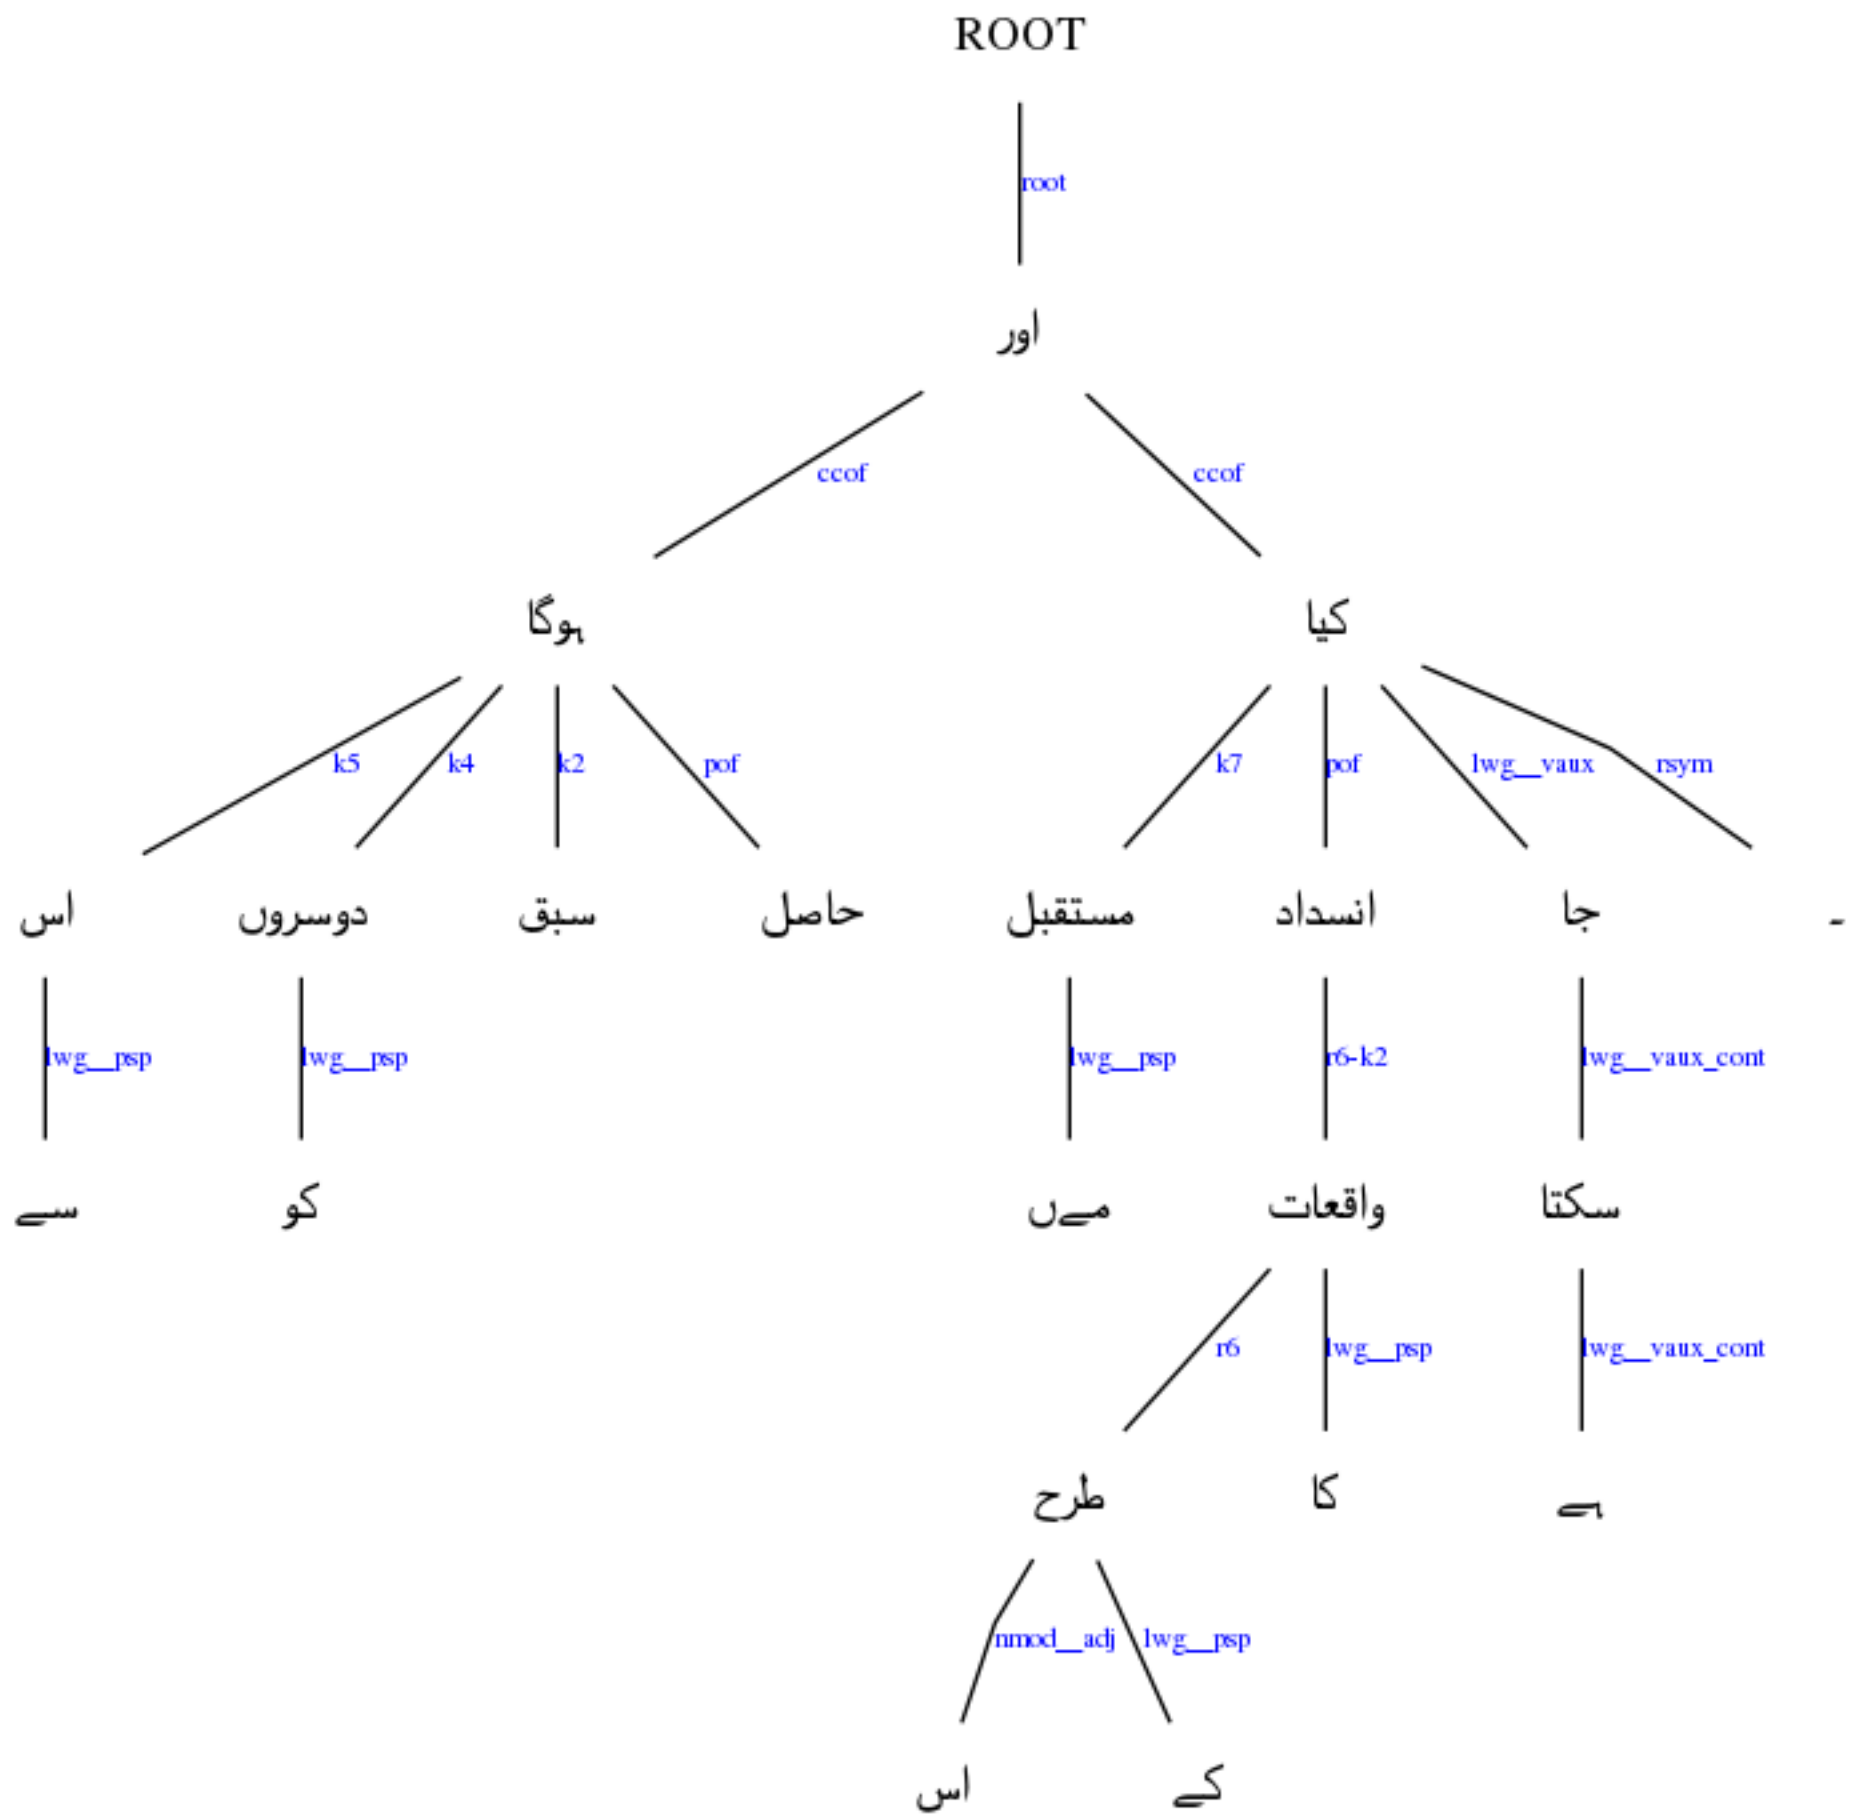 ROOT
root
اور
ccof ccof
ہوگا کیا
k5 k4 k2 pof k7 pof lwg__vaux rsym
اس دوسروں سبق حاصل مستقبل انسداد جا ۔
lwg__psp lwg__psp lwg__psp r6-k2 lwg__vaux_cont
سے کو مےں واقعات سکتا
r6 lwg__psp lwg__vaux_cont
طرح کا ہے
nmod__adj lwg__psp
اس کے